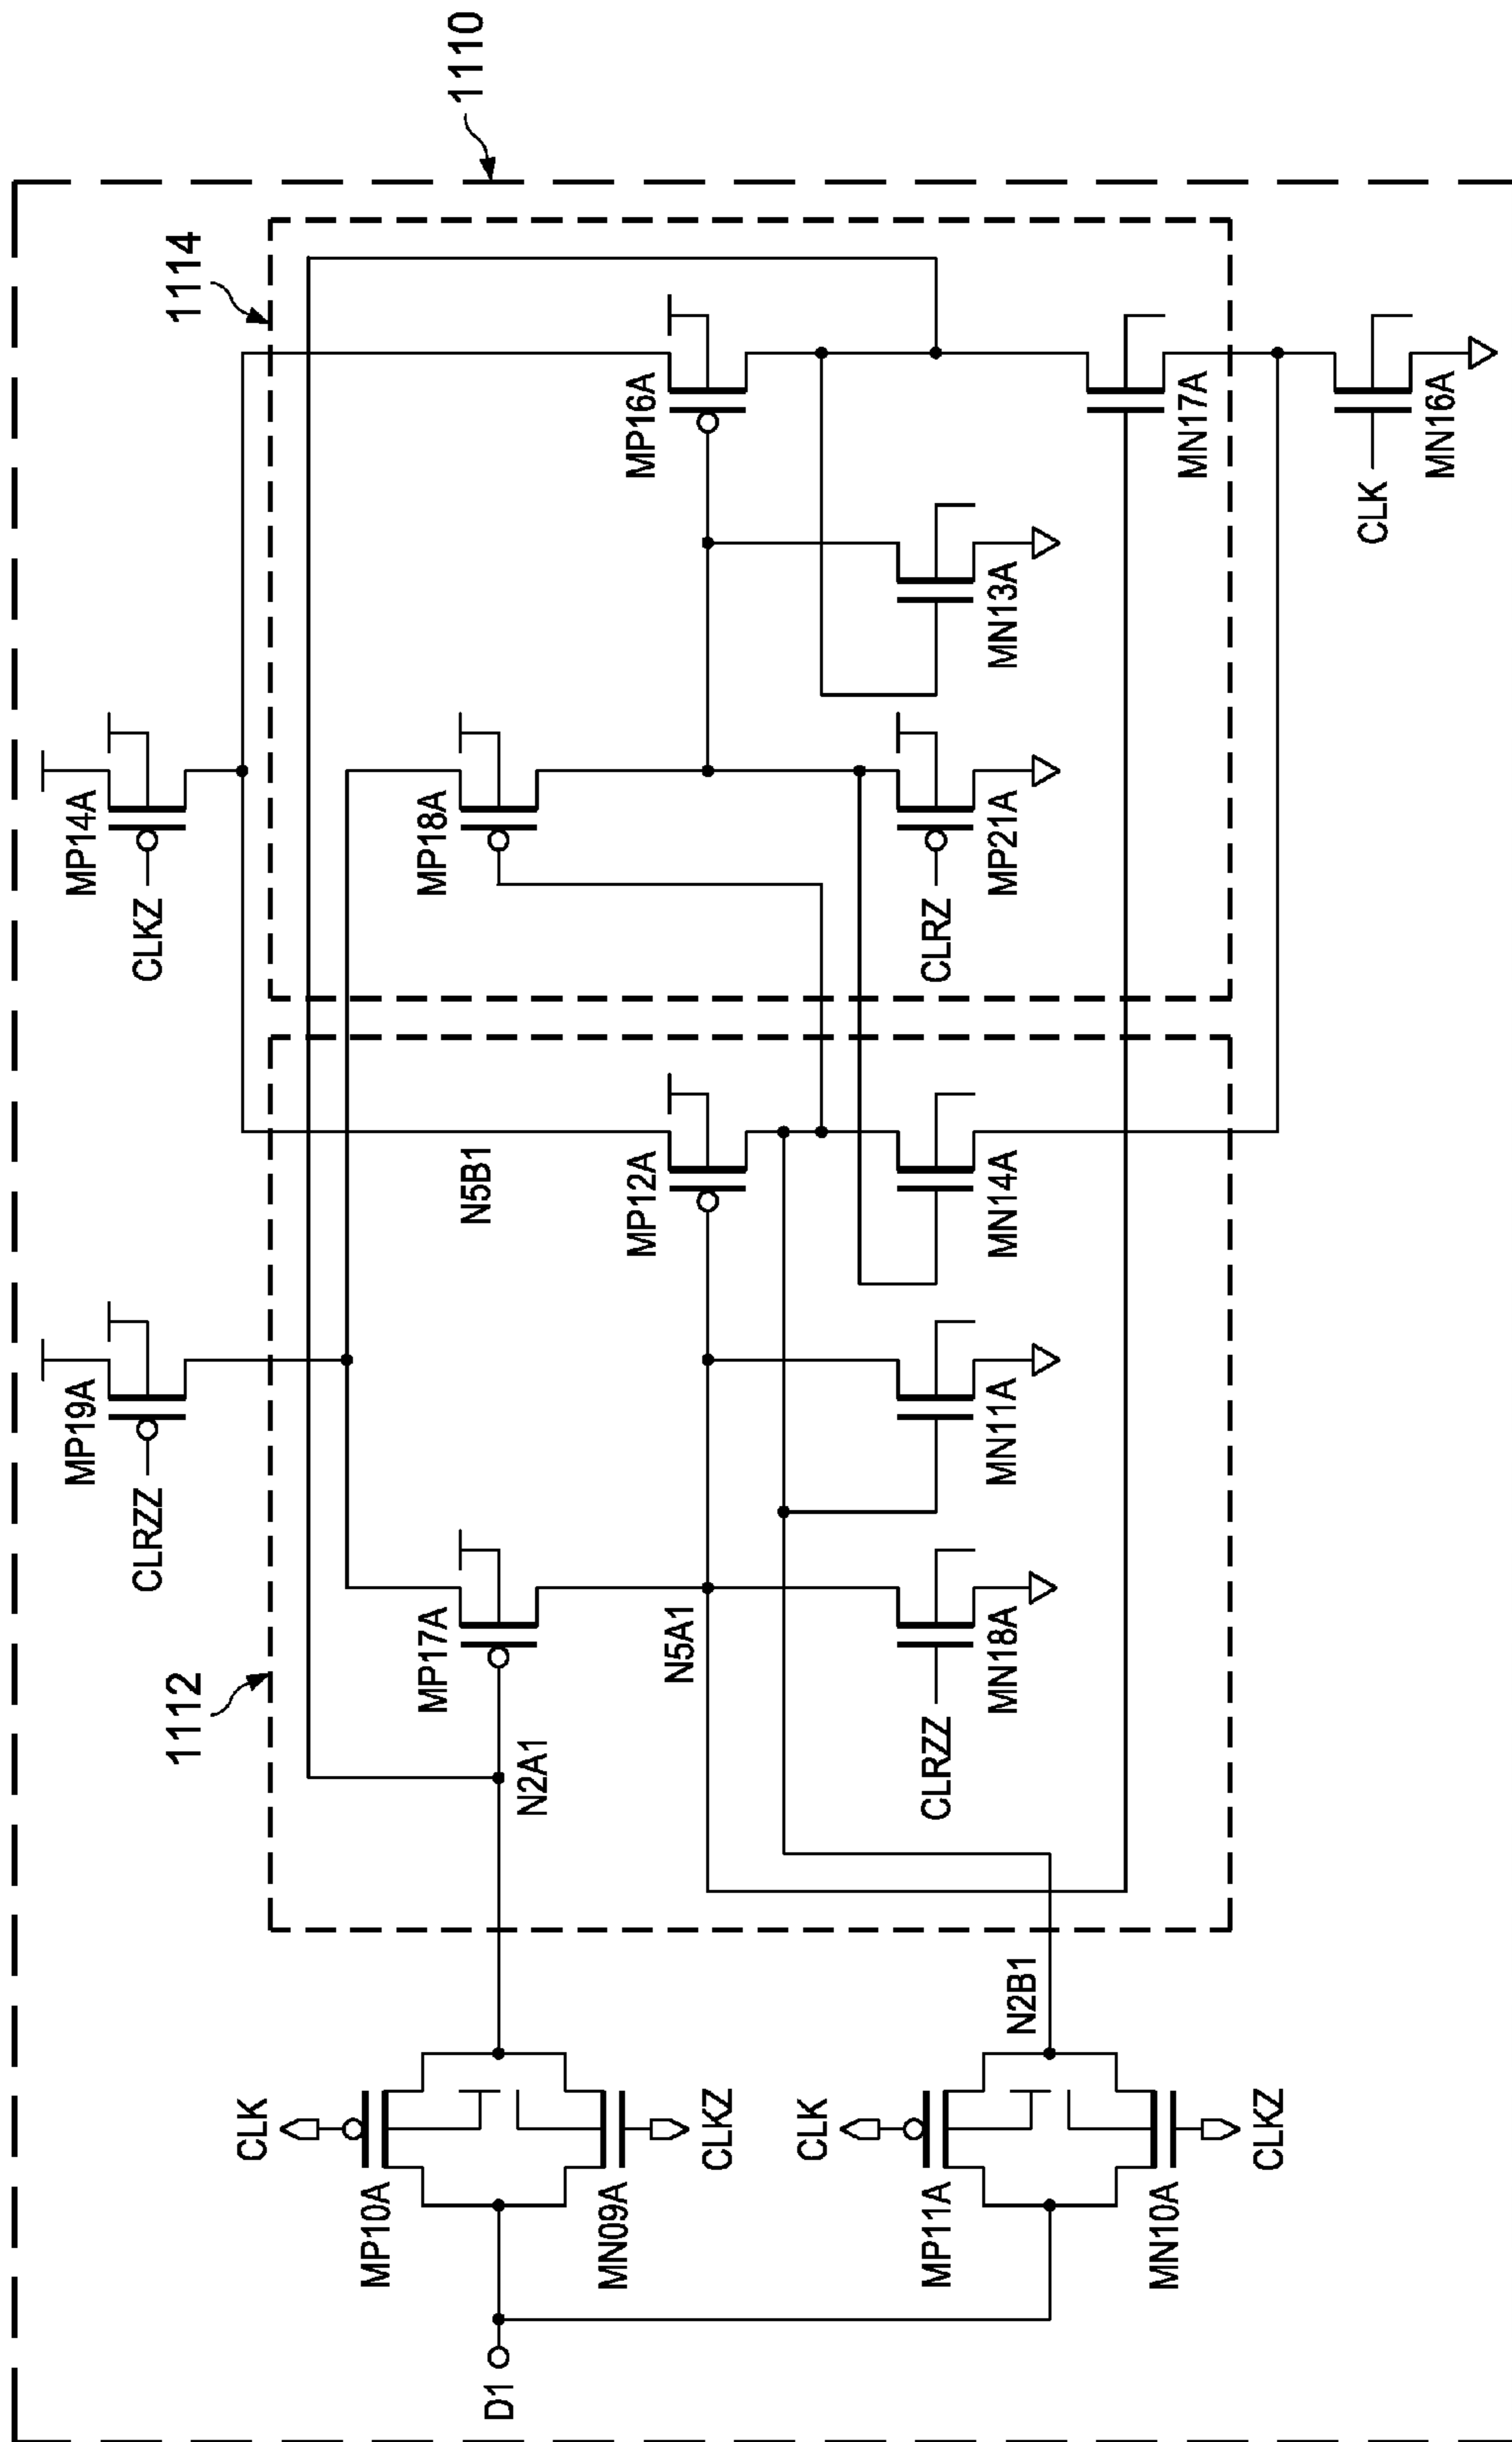 1110
1114
1112
MP14A
CLKZ
MP19A
CLRZZ
MP18A
MP16A
N5B1
MP12A
MP17A
N5A1
N2A1
MN13A
MP21A
CLRZ
MN14A
MN11A
MN18A
CLRZZ
MN17A
CLK
MN16A
CLK
MP10A
MN09A
CLKZ
N2B1
CLK
MP11A
MN10A
CLKZ
D1